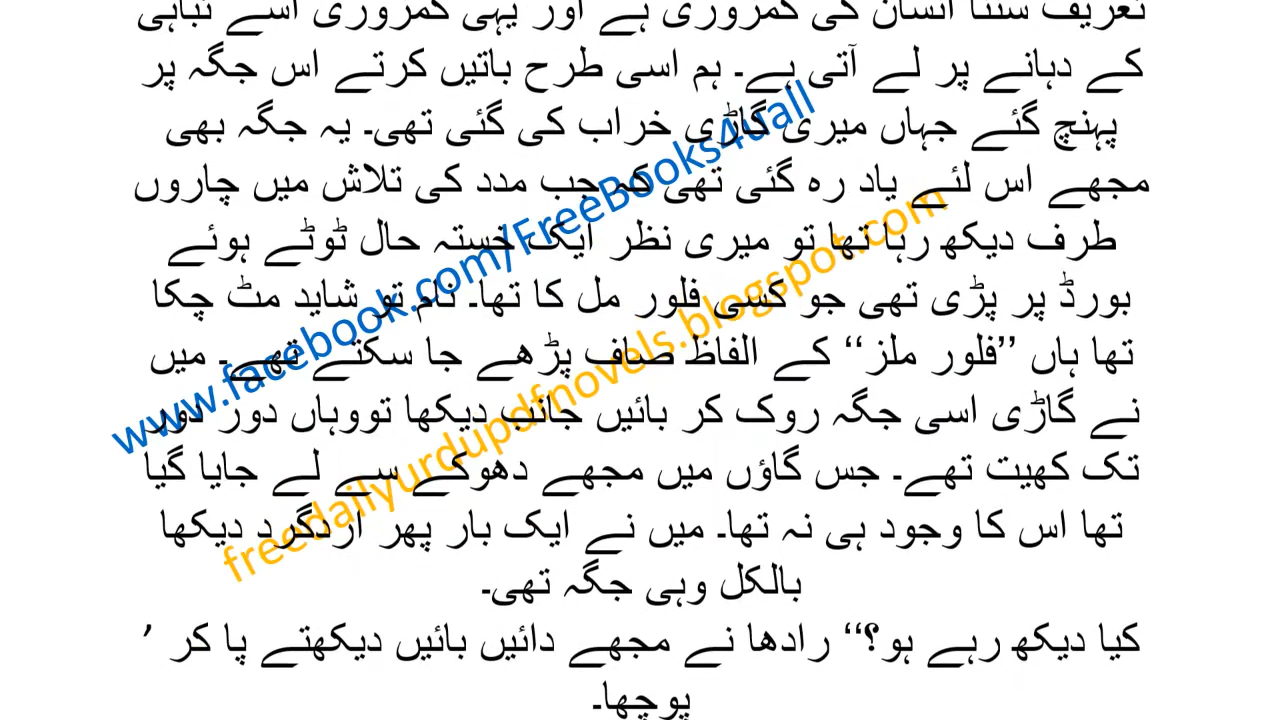 تعریف سننا انسان کی کمزوری ہے اور یہی کمزوری اسے تباہی
کے دہانے پر لے آتی ہے۔ ہم اسی طرح باتیں کرتے اس جگہ پر
پہنچ گئے جہاں میری گاڑی خراب کی گئی تھی۔ یہ جگہ بھی
مجھے اس لئے یاد رہ گئی تھی کہ جب مدد کی تلاش میں چاروں
طرف دیکھ رہا تھا تو میری نظر ایک خستہ حال ٹوٹے ہوئے
بورڈ پر پڑی تھی جو کسی فلور مل کا تھا۔ نام تو شاید مٹ چکا
تھا ہاں ’’فلور ملز‘‘ کے الفاظ صاف پڑھے جا سکتے تھے۔ میں
نے گاڑی اسی جگہ روک کر بائیں جانب دیکھا تووہاں دور دور
تک کھیت تھے۔ جس گاؤں میں مجھے دھوکے سے لے جایا گیا
تھا اس کا وجود ہی نہ تھا۔ میں نے ایک بار پھر اردگرد دیکھا
بالکل وہی جگہ تھی۔
کیا دیکھ رہے ہو؟‘‘ رادھا نے مجھے دائیں بائیں دیکھتے پا کر ’
پوچھا۔
www.facebook.com/FreeBooks4uall
freedailyurdupdfnovels.blogspot.com